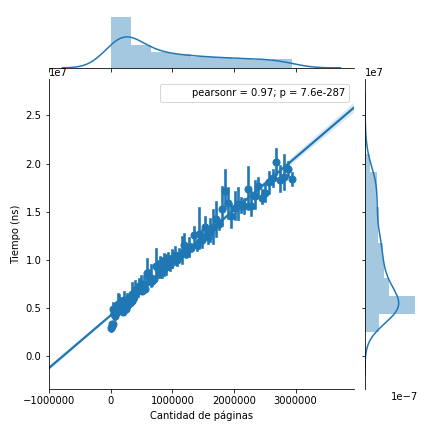 1e7
1e7
pearsonr = 0.97; p = 7.6e-287
2.5
2.0
1.5
1.0
0.5
0.0
Tiempo (ns)
−1000000 0 1000000 2000000 3000000
1e−7
Cantidad de páginas